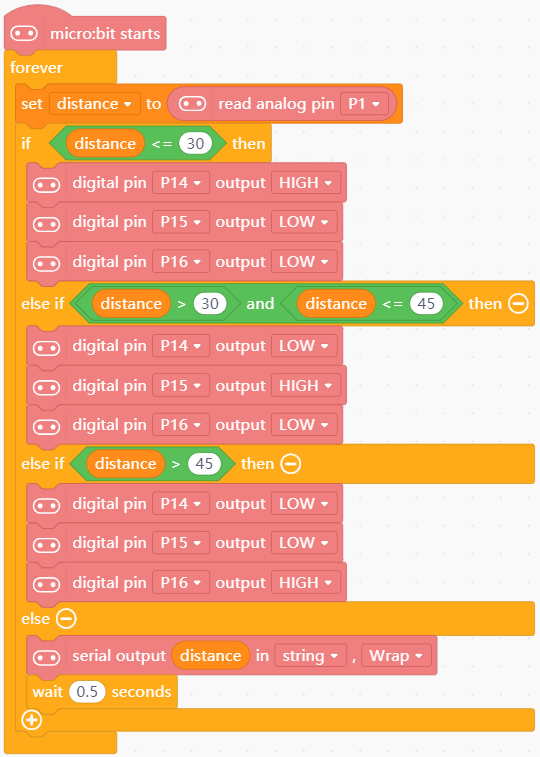 micro:bit starts
forever
set distance to read analog pin P1
if distance <= 30 then
digital pin P14 output HIGH
digital pin P15 output LOW
digital pin P16 output LOW
else if distance > 30 and distance <= 45 then
digital pin P14 output LOW
digital pin P15 output HIGH
digital pin P16 output LOW
else if distance > 45 then
digital pin P14 output LOW
digital pin P15 output LOW
digital pin P16 output HIGH
else
serial output distance in string , Wrap
wait 0.5 seconds